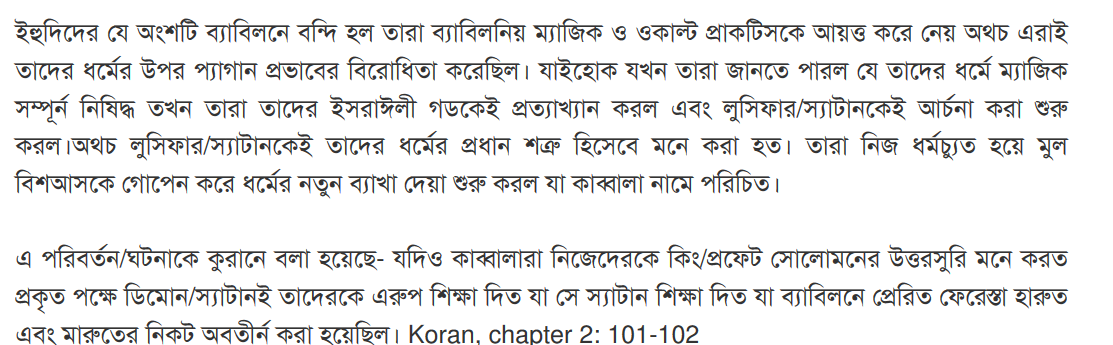 ইহুদিদের যে অংশটি ব্যাবিলনে বন্দি হল তারা ব্যাবিলনিয় ম্যাজিক ও ওকাল্ট প্রাকটিসকে আয়ত্ত করে নেয় অথচ এরাই
তাদের ধর্মের উপর প্যাগান প্রভাবের বিরোধিতা করেছিল। যাইহোক যখন তারা জানতে পারল যে তাদের ধর্মে ম্যাজিক
সম্পূর্ন নিষিদ্ধ তখন তারা তাদের ইসরাঈলী গডকেই প্রত্যাখ্যান করল এবং লুসিফার/স্যাটানকেই আর্চনা করা শুরু
করল।অথচ লুসিফার/স্যাটানকেই তাদের ধর্মের প্রধান শত্রু হিসেবে মনে করা হত। তারা নিজ ধর্মচ্যুত হয়ে মুল
বিশআসকে গোপেন করে ধর্মের নতুন ব্যাখা দেয়া শুরু করল যা কাব্বালা নামে পরিচিত।
এ পরিবর্তন/ঘটনাকে কুরানে বলা হয়েছে- যদিও কাব্বালারা নিজেদেরকে কিং/প্রফেট সোলোমনের উত্তরসুরি মনে করত
প্রকৃত পক্ষে ডিমোন/স্যাটানই তাদেরকে এরুপ শিক্ষা দিত যা সে স্যাটান শিক্ষা দিত যা ব্যাবিলনে প্রেরিত ফেরেস্তা হারুত
এবং মারুতের নিকট অবতীর্ন করা হয়েছিল। Koran, chapter 2: 101-102